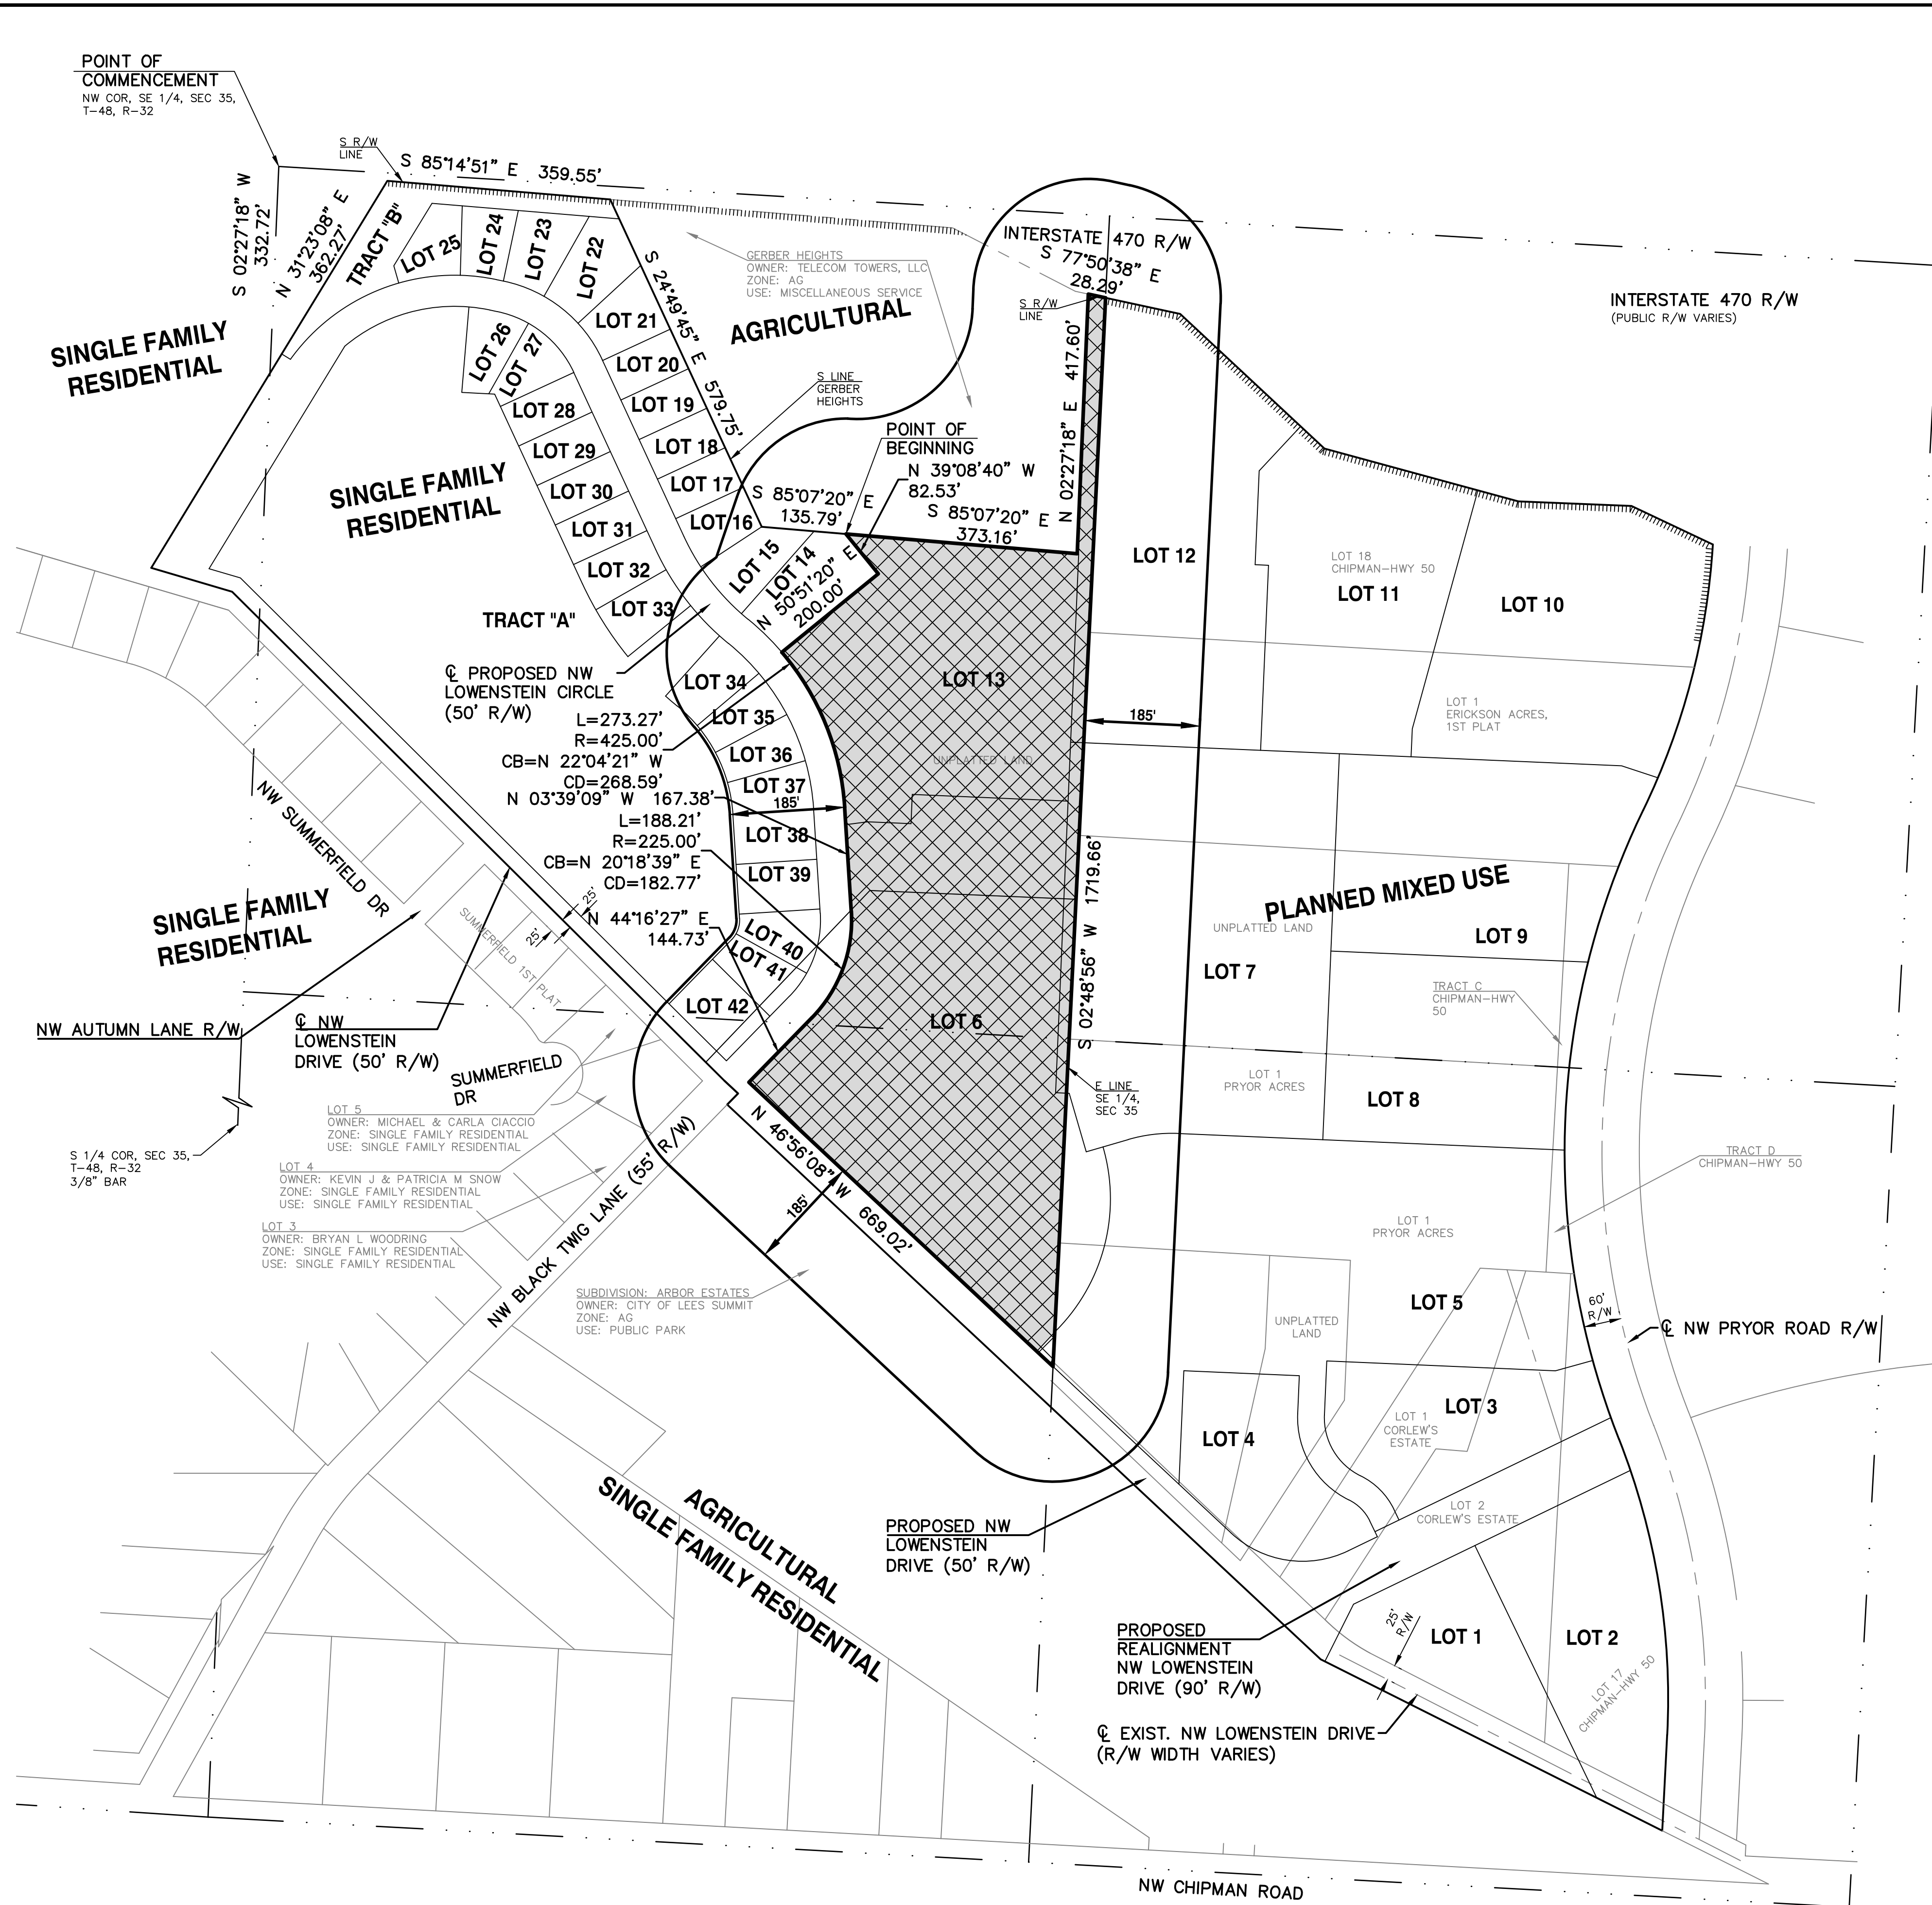 POINT OF
COMMENCEMENT
NW COR, SE 1/4, SEC 35,
T-48, R-32
S R/W
LINE
S 85°14'51" E 359.55'
S 02°27'18" W
332.72'
N 31°23'08" E
362.27'
TRACT "B"
LOT 25
LOT 24
LOT 23
LOT 22
LOT 21
LOT 20
LOT 19
LOT 18
LOT 17
LOT 16
LOT 15
LOT 14
S 24°49'45" E 579.75'
GERBER HEIGHTS
OWNER: TELECOM TOWERS, LLC
ZONE: AG
USE: MISCELLANEOUS SERVICE
AGRICULTURAL
INTERSTATE 470 R/W
S 77°50'38" E
28.29'
S R/W
LINE
INTERSTATE 470 R/W
(PUBLIC R/W VARIES)
SINGLE FAMILY
RESIDENTIAL
LOT 26
LOT 27
LOT 28
LOT 29
LOT 30
LOT 31
LOT 32
LOT 33
SINGLE FAMILY
RESIDENTIAL
S LINE
GERBER
HEIGHTS
N 02°27'18" E 417.60'
POINT OF
BEGINNING
N 39°08'40" W
82.53'
S 85°07'20" E
135.79'
S 85°07'20" E
373.16'
N 50°51'20" E
200.00'
LOT 12
LOT 18
CHIPMAN-HWY 50
LOT 11
LOT 10
TRACT "A"
℄ PROPOSED NW
LOWENSTEIN CIRCLE
(50' R/W)
LOT 13
LOT 34
LOT 35
LOT 36
LOT 37
LOT 38
LOT 39
LOT 40
LOT 41
LOT 42
185'
LOT 1
ERICKSON ACRES,
1ST PLAT
L=273.27'
R=425.00'
CB=N 22°04'21" W
CD=268.59'
N 03°39'09" W 167.38'
L=188.21'
R=225.00'
CB=N 20°18'39" E
CD=182.77'
N 44°16'27" E
144.73'
185'
UNPLATTED LAND
NW SUMMERFIELD DR
S 02°48'56" W 1719.66'
PLANNED MIXED USE
UNPLATTED LAND
LOT 9
LOT 7
SINGLE FAMILY
RESIDENTIAL
SUMMERFIELD 1ST PLAT
25'
25'
LOT 6
TRACT C
CHIPMAN-HWY
50
NW AUTUMN LANE R/W
℄ NW
LOWENSTEIN
DRIVE (50' R/W)
SUMMERFIELD
DR
LOT 1
PRYOR ACRES
LOT 8
E LINE
SE 1/4,
SEC 35
LOT 5
OWNER: MICHAEL & CARLA CIACCIO
ZONE: SINGLE FAMILY RESIDENTIAL
USE: SINGLE FAMILY RESIDENTIAL
S 1/4 COR, SEC 35,
T-48, R-32
3/8" BAR
LOT 4
OWNER: KEVIN J & PATRICIA M SNOW
ZONE: SINGLE FAMILY RESIDENTIAL
USE: SINGLE FAMILY RESIDENTIAL
LOT 3
OWNER: BRYAN L WOODRING
ZONE: SINGLE FAMILY RESIDENTIAL
USE: SINGLE FAMILY RESIDENTIAL
NW BLACK TWIG LANE (55' R/W)
N 46°56'08" W 669.02'
185'
TRACT D
CHIPMAN-HWY 50
LOT 1
PRYOR ACRES
SUBDIVISION: ARBOR ESTATES
OWNER: CITY OF LEES SUMMIT
ZONE: AG
USE: PUBLIC PARK
LOT 5
UNPLATTED
LAND
60'
R/W
℄ NW PRYOR ROAD R/W
LOT 4
LOT 3
LOT 1
CORLEW'S
ESTATE
LOT 2
CORLEW'S ESTATE
AGRICULTURAL
SINGLE FAMILY RESIDENTIAL
PROPOSED NW
LOWENSTEIN
DRIVE (50' R/W)
PROPOSED
REALIGNMENT
NW LOWENSTEIN
DRIVE (90' R/W)
25'
R/W
LOT 1
LOT 2
LOT 17
CHIPMAN-HWY 50
℄ EXIST. NW LOWENSTEIN DRIVE
(R/W WIDTH VARIES)
NW CHIPMAN ROAD